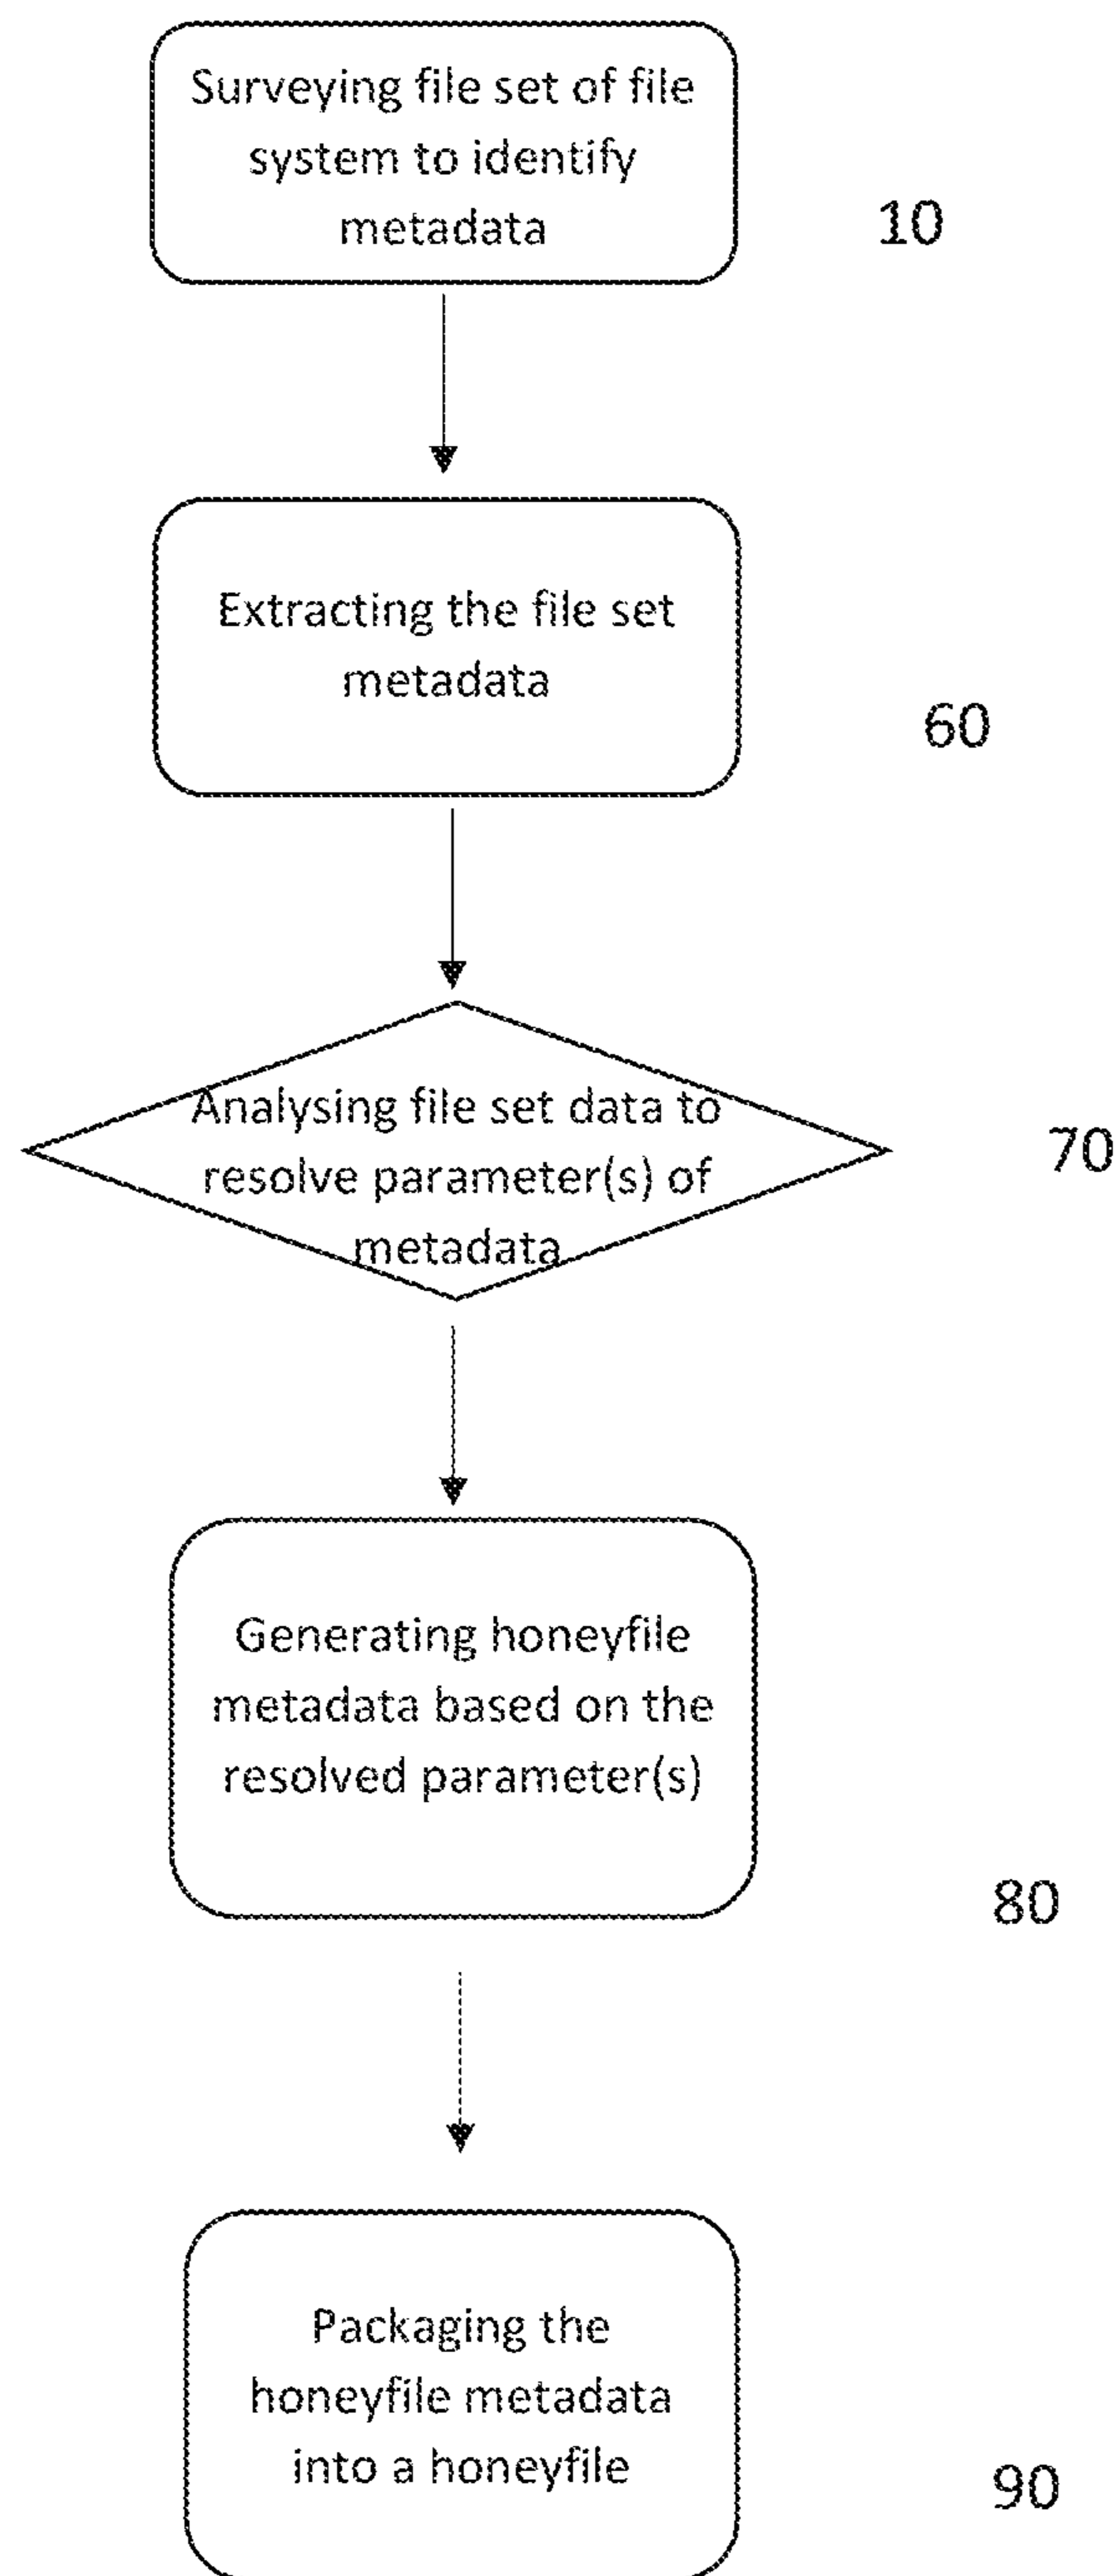 Surveying file set of file
system to identify
metadata
10
Extracting the file set
metadata
60
Analysing file set data to
resolve parameter(s) of
metadata
70
Generating honeyfile
metadata based on the
resolved parameter(s)
80
Packaging the
honeyfile metadata
into a honeyfile
90